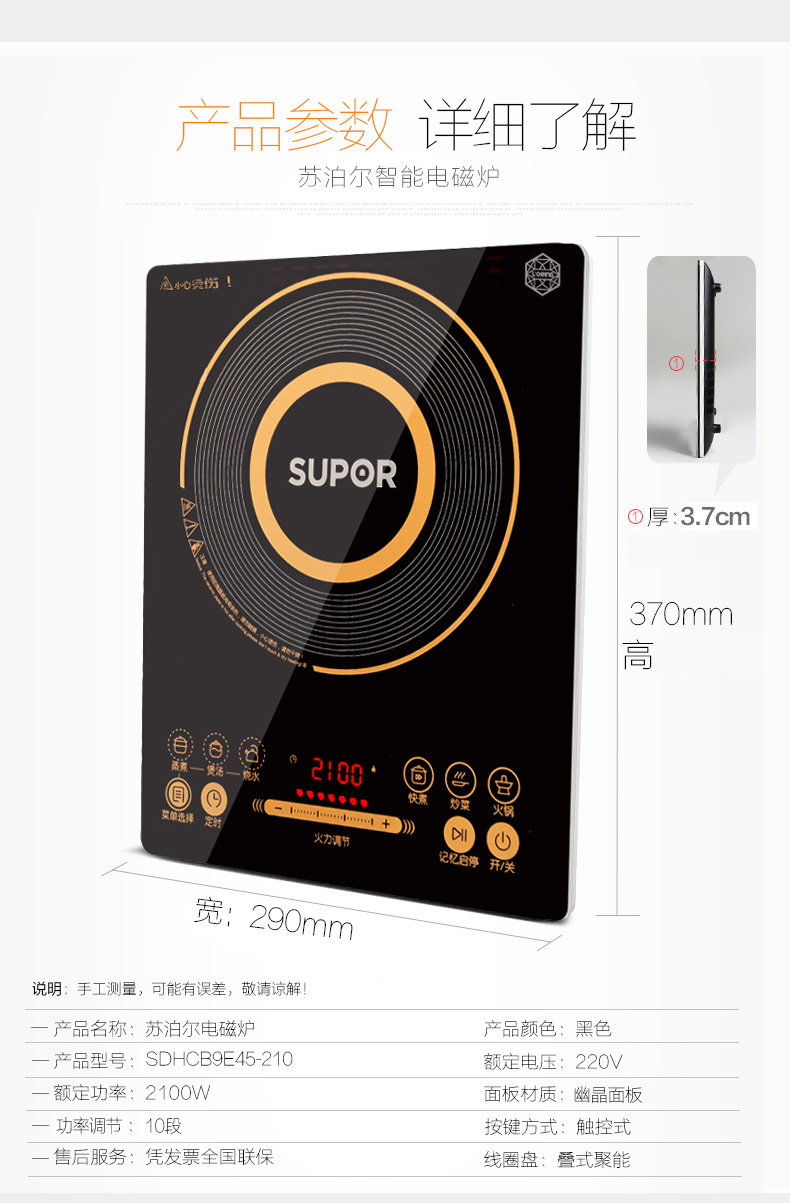 产品参数 详细了解
苏泊尔智能电磁炉
小心烫伤！
SUPOR
①
①厚:3.7cm
370mm
高
蒸煮
煲汤
烧水
2100
快煮
炒菜
火锅
菜单选择
定时
－
+
火力调节
记忆启停
开/关
宽：290mm
说明：手工测量，可能有误差，敬请谅解！
一 产品名称：苏泊尔电磁炉
产品颜色：黑色
一 产品型号：SDHCB9E45-210
额定电压：220V
一 额定功率：2100W
面板材质：幽晶面板
一 功率调节：10段
按键方式：触控式
一 售后服务：凭发票全国联保
线圈盘：叠式聚能